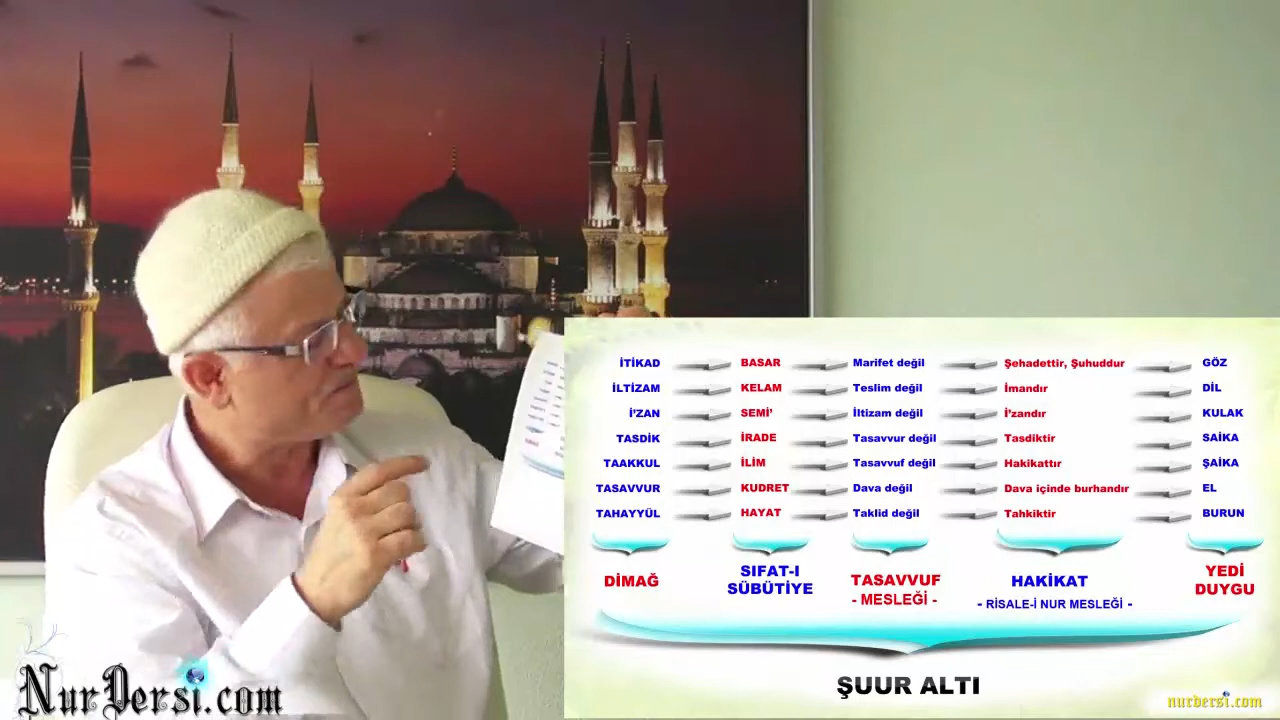 İTİKAD BASAR Marifet değil Şehadettir, Şuhuddur GÖZ
İLTİZAM KELAM Teslim değil İmandır DİL
İ'ZAN SEMİ' İltizam değil İ'zandır KULAK
TASDİK İRADE Tasavvur değil Tasdiktir SAİKA
TAAKKUL İLİM Tasavvuf değil Hakikattır ŞAİKA
TASAVVUR KUDRET Dava değil Dava içinde burhandır EL
TAHAYYÜL HAYAT Taklid değil Tahkiktir BURUN
DİMAĞ
SIFAT-I
SÜBÛTİYE
TASAVVUF
- MESLEĞİ -
HAKİKAT
- RİSALE-İ NUR MESLEĞİ -
YEDİ
DUYGU
ŞUUR ALTI
NurDersi.com
nurdersi.com